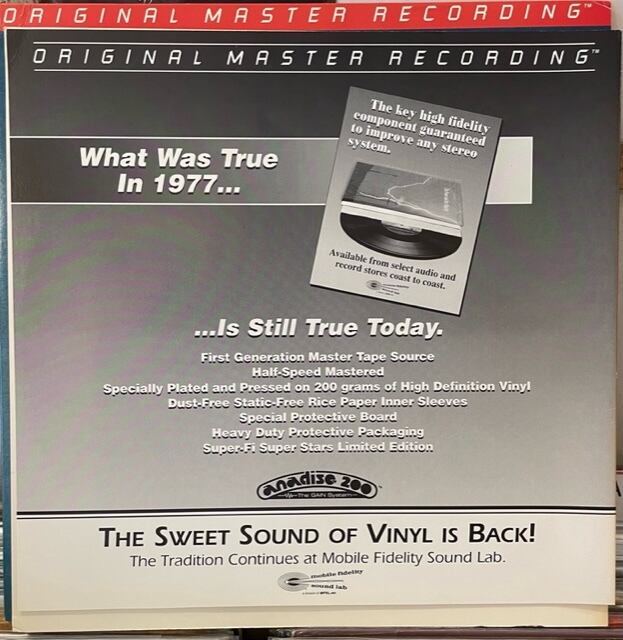 ORIGINAL MASTER RECORDING™
ORIGINAL MASTER RECORDING™
The key high fidelity
component guaranteed
to improve any stereo
system.
What Was True
In 1977...
Available from select audio and
record stores coast to coast.
...Is Still True Today.
First Generation Master Tape Source
Half-Speed Mastered
Specially Plated and Pressed on 200 grams of High Definition Vinyl
Dust-Free Static-Free Rice Paper Inner Sleeves
Special Protective Board
Heavy Duty Protective Packaging
Super-Fi Super Stars Limited Edition
anadisq 200™
The GAIN System™
THE SWEET SOUND OF VINYL IS BACK!
The Tradition Continues at Mobile Fidelity Sound Lab.
mobile fidelity
sound lab